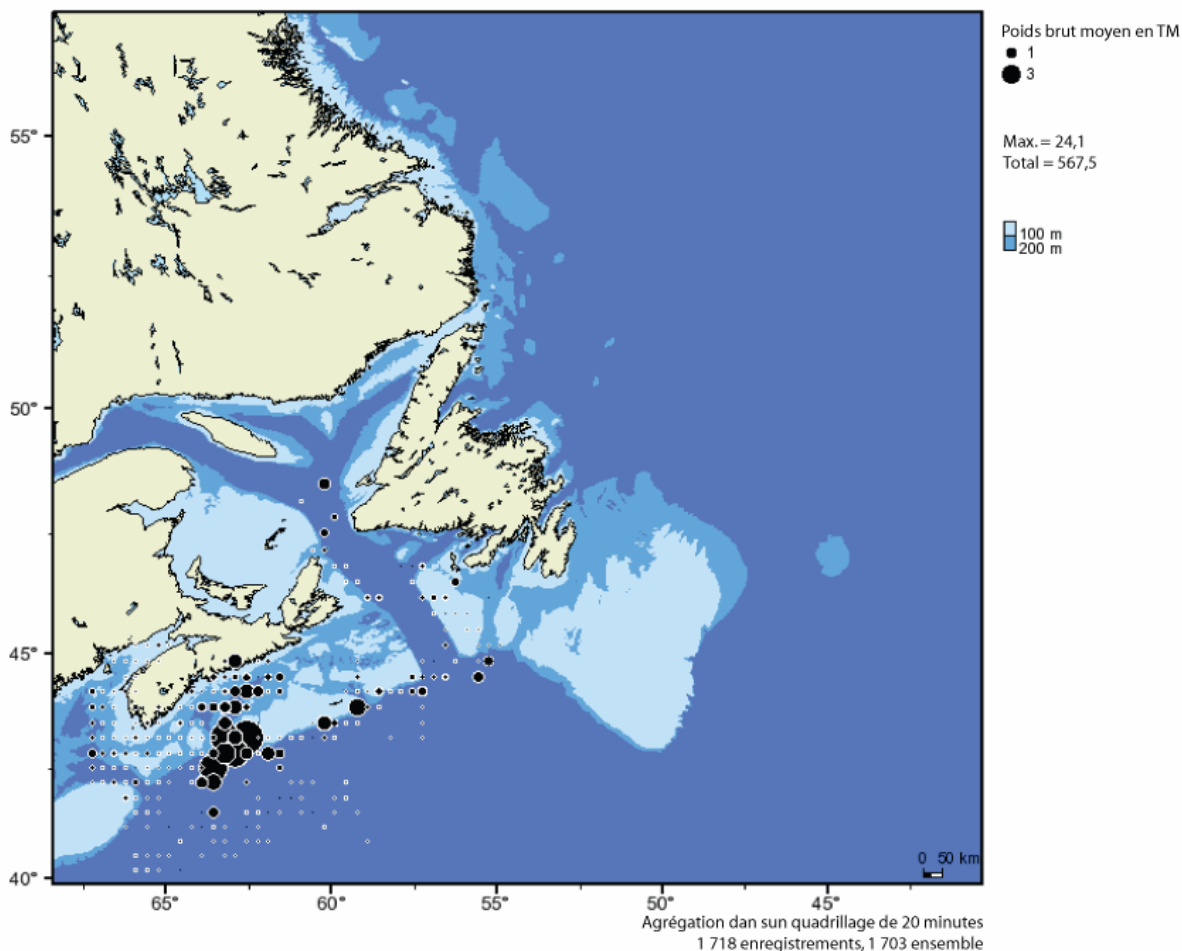 Poids brut moyen en TM
1
3
Max. = 24,1
Total = 567,5
100 m
200 m
55°
50°
45°
40°
0 50 km
65° 60° 55° 50° 45°
Agrégation dan sun quadrillage de 20 minutes
1 718 enregistrements, 1 703 ensemble